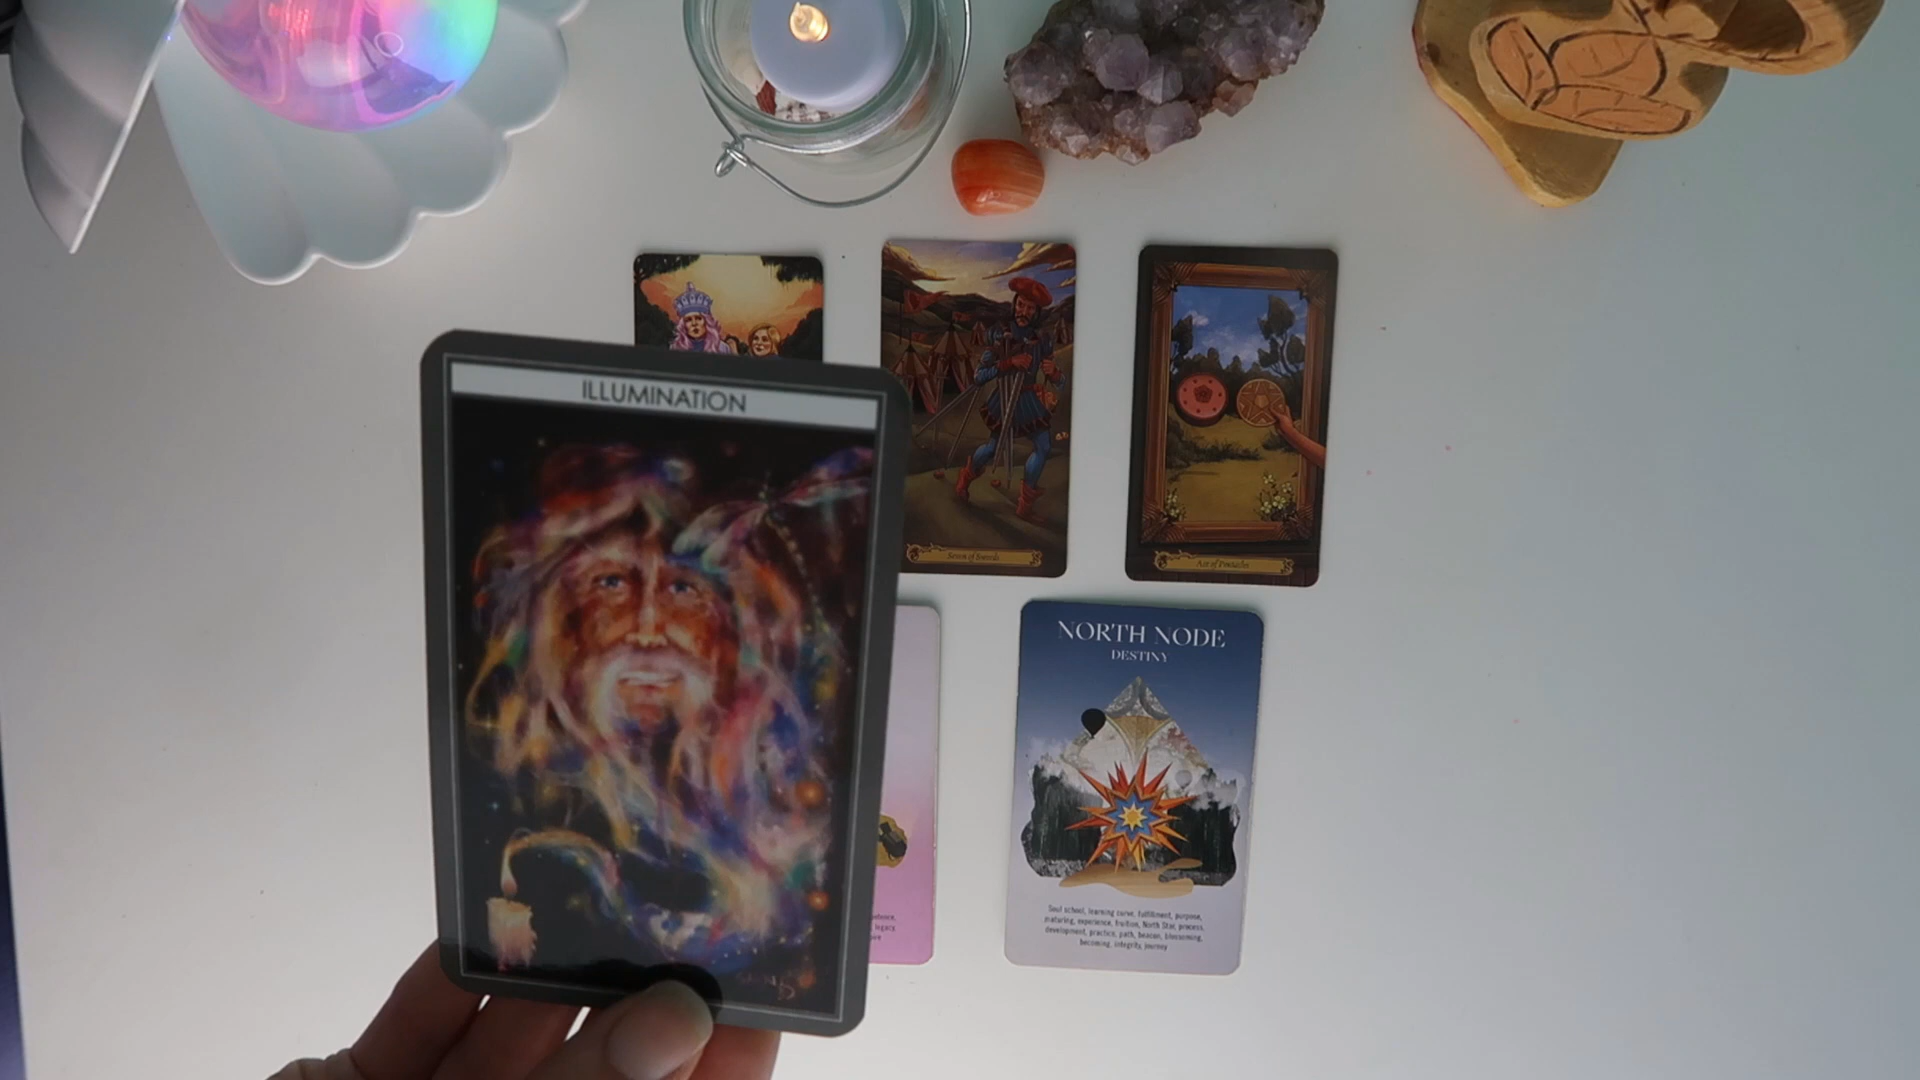 ILLUMINATION
Seven of Swords
Ace of Pentacles
NORTH NODE
DESTINY
Soul school, learning curve, fulfillment, purpose,
maturing, experience, fruition, North Star, process,
development, practice, path, beacon, blossoming,
becoming, integrity, journey
legacy